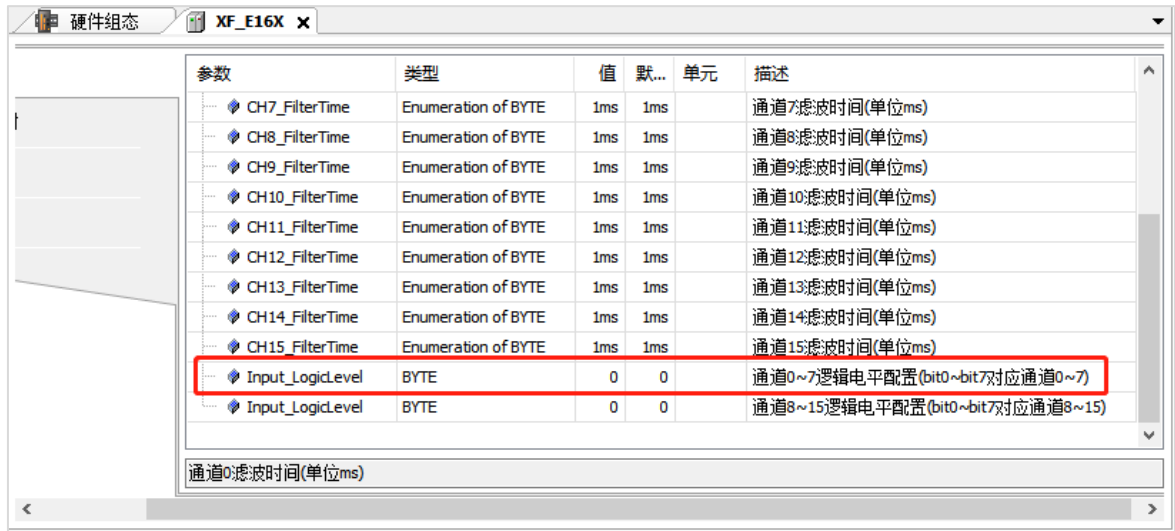 硬件组态 XF_E16X
参数 类型 值 默... 单元 描述
CH7_FilterTime Enumeration of BYTE 1ms 1ms 通道7滤波时间(单位ms)
CH8_FilterTime Enumeration of BYTE 1ms 1ms 通道8滤波时间(单位ms)
CH9_FilterTime Enumeration of BYTE 1ms 1ms 通道9滤波时间(单位ms)
CH10_FilterTime Enumeration of BYTE 1ms 1ms 通道10滤波时间(单位ms)
CH11_FilterTime Enumeration of BYTE 1ms 1ms 通道11滤波时间(单位ms)
CH12_FilterTime Enumeration of BYTE 1ms 1ms 通道12滤波时间(单位ms)
CH13_FilterTime Enumeration of BYTE 1ms 1ms 通道13滤波时间(单位ms)
CH14_FilterTime Enumeration of BYTE 1ms 1ms 通道14滤波时间(单位ms)
CH15_FilterTime Enumeration of BYTE 1ms 1ms 通道15滤波时间(单位ms)
Input_LogicLevel BYTE 0 0 通道0~7逻辑电平配置(bit0~bit7对应通道0~7)
Input_LogicLevel BYTE 0 0 通道8~15逻辑电平配置(bit0~bit7对应通道8~15)
通道0滤波时间(单位ms)